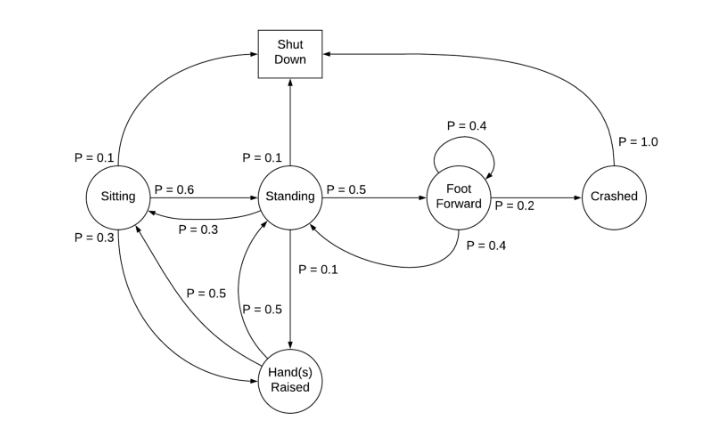 Shut
Down
P = 0.4
P = 1.0
P = 0.1
P = 0.1
Sitting
P = 0.6
Standing
P = 0.5
Foot
Forward
P = 0.2
Crashed
P = 0.3
P = 0.3
P = 0.4
P = 0.1
P = 0.5
P = 0.5
Hand(s)
Raised